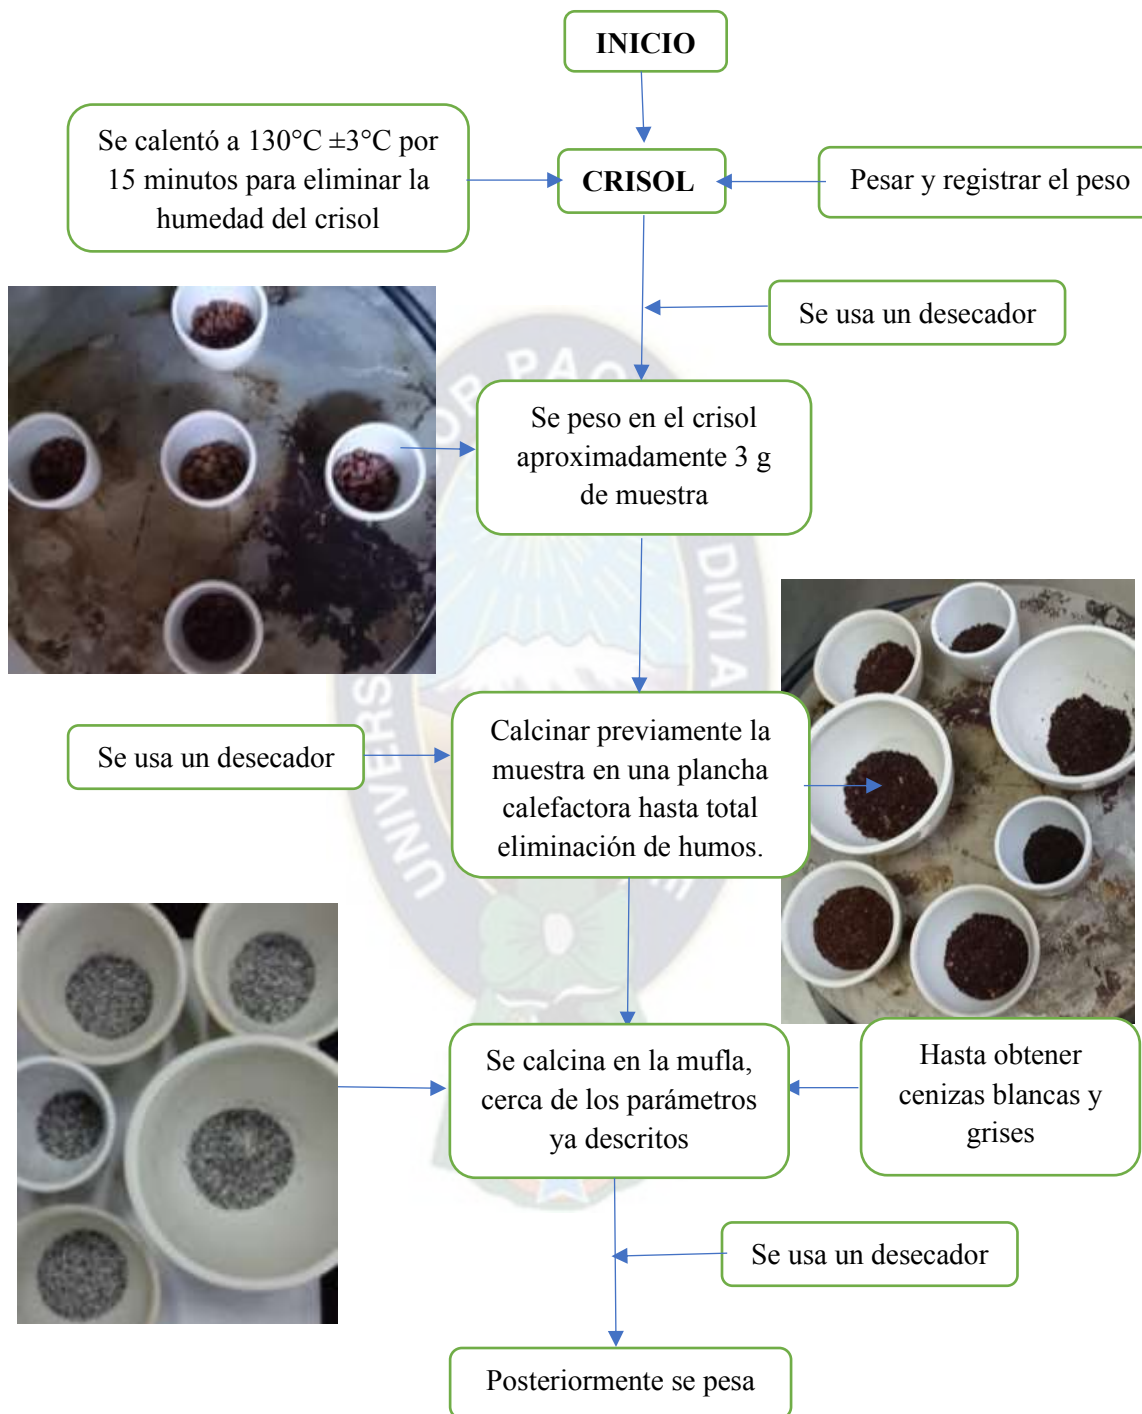 INICIO
Se calentó a 130°C ±3°C por
15 minutos para eliminar la
humedad del crisol
CRISOL
Pesar y registrar el peso
Se usa un desecador
Se peso en el crisol
aproximadamente 3 g
de muestra
Se usa un desecador
Calcinar previamente la
muestra en una plancha
calefactora hasta total
eliminación de humos.
Se calcina en la mufla,
cerca de los parámetros
ya descritos
Hasta obtener
cenizas blancas y
grises
Se usa un desecador
Posteriormente se pesa